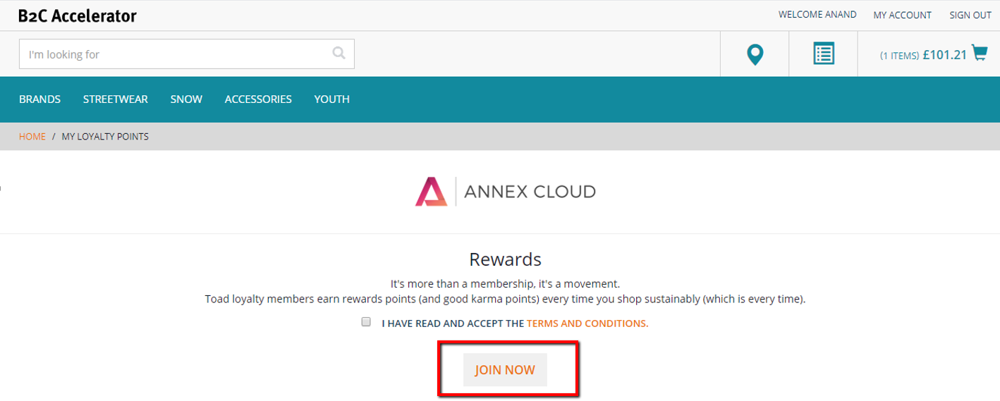 B2C Accelerator
WELCOME ANAND MY ACCOUNT SIGN OUT
I'm looking for
(1 ITEMS) £101.21
BRANDS STREETWEAR SNOW ACCESSORIES YOUTH
HOME / MY LOYALTY POINTS
ANNEX CLOUD
Rewards
It's more than a membership, it's a movement.
Toad loyalty members earn rewards points (and good karma points) every time you shop sustainably (which is every time).
I HAVE READ AND ACCEPT THE TERMS AND CONDITIONS.
JOIN NOW